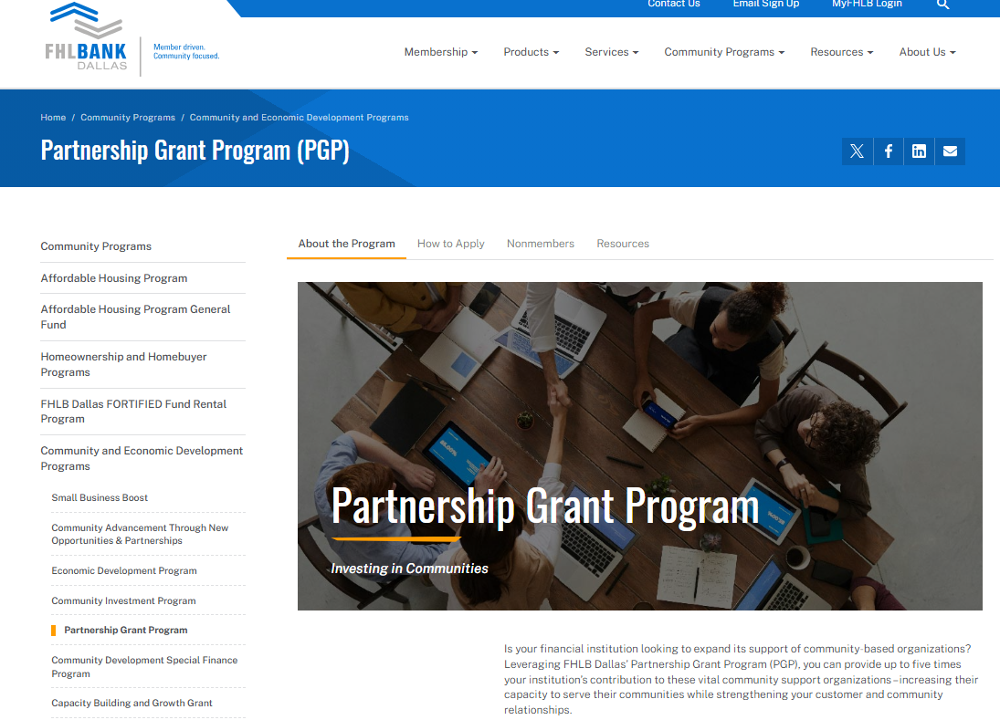 Contact Us
Email Sign Up
MyFHLB Login
FHLBANK
DALLAS
Member driven.
Community focused.
Membership
Products
Services
Community Programs
Resources
About Us
Home / Community Programs / Community and Economic Development Programs
Partnership Grant Program (PGP)
Community Programs
Affordable Housing Program
Affordable Housing Program General
Fund
Homeownership and Homebuyer
Programs
FHLB Dallas FORTIFIED Fund Rental
Program
Community and Economic Development
Programs
Small Business Boost
Community Advancement Through New
Opportunities & Partnerships
Economic Development Program
Community Investment Program
Partnership Grant Program
Community Development Special Finance
Program
Capacity Building and Growth Grant
About the Program
How to Apply
Nonmembers
Resources
Partnership Grant Program
Investing in Communities
Is your financial institution looking to expand its support of community-based organizations?
Leveraging FHLB Dallas' Partnership Grant Program (PGP), you can provide up to five times
your institution's contribution to these vital community support organizations – increasing their
capacity to serve their communities while strengthening your customer and community
relationships.